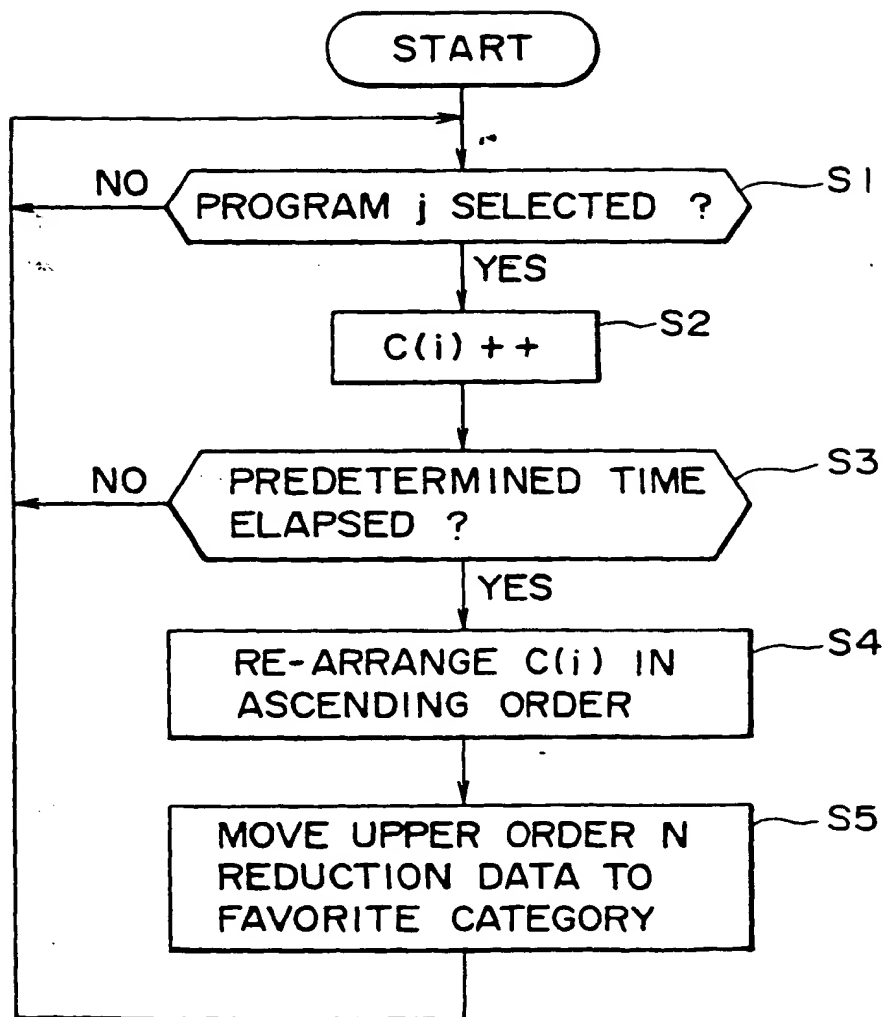 START
NO
PROGRAM j SELECTED ?
S1
YES
C(i) ++
S2
NO
PREDETERMINED TIME
ELAPSED ?
S3
YES
RE-ARRANGE C(i) IN
ASCENDING ORDER
S4
MOVE UPPER ORDER N
REDUCTION DATA TO
FAVORITE CATEGORY
S5